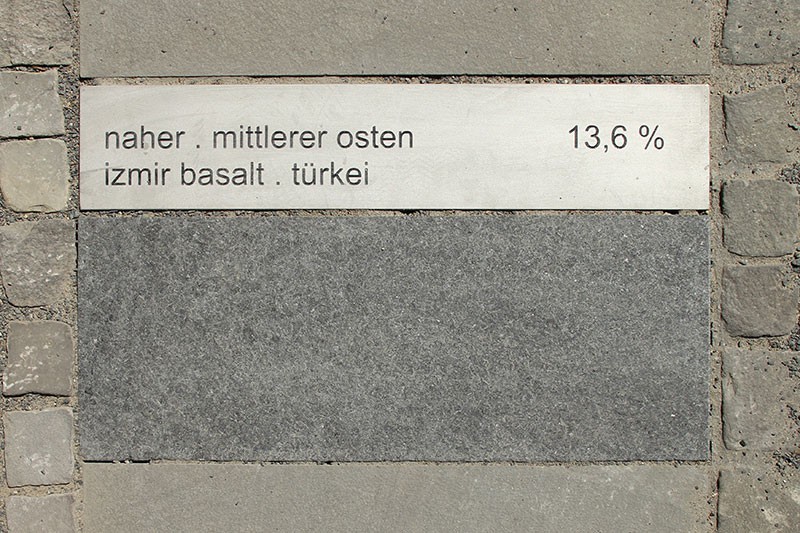 naher . mittlerer osten 13,6 %
izmir basalt . türkei